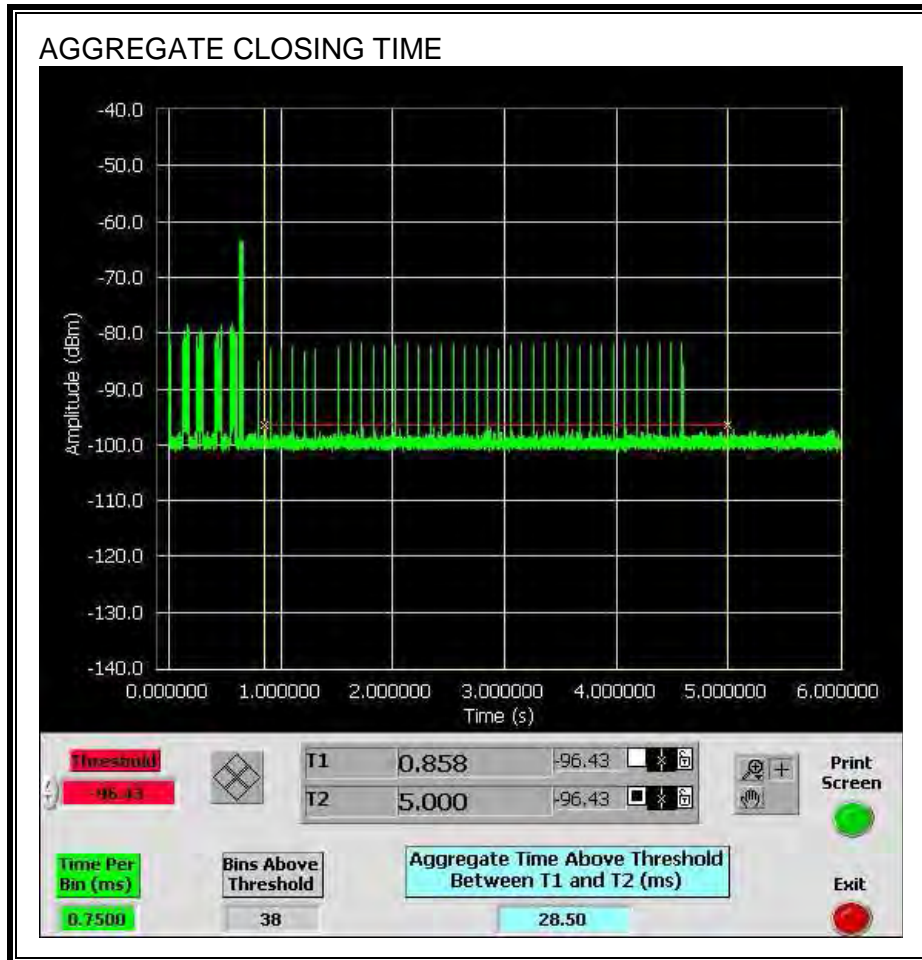 AGGREGATE CLOSING TIME
-40.0
-50.0
-60.0
-70.0
-80.0
-90.0
-100.0
-110.0
-120.0
-130.0
-140.0
Amplitude (dBm)
0.000000 1.000000 2.000000 3.000000 4.000000 5.000000 6.000000
Time (s)
Threshold
-96.43
T1 0.858 -96.43
T2 5.000 -96.43
Print
Screen
Time Per
Bin (ms)
0.7500
Bins Above
Threshold
38
Aggregate Time Above Threshold
Between T1 and T2 (ms)
28.50
Exit